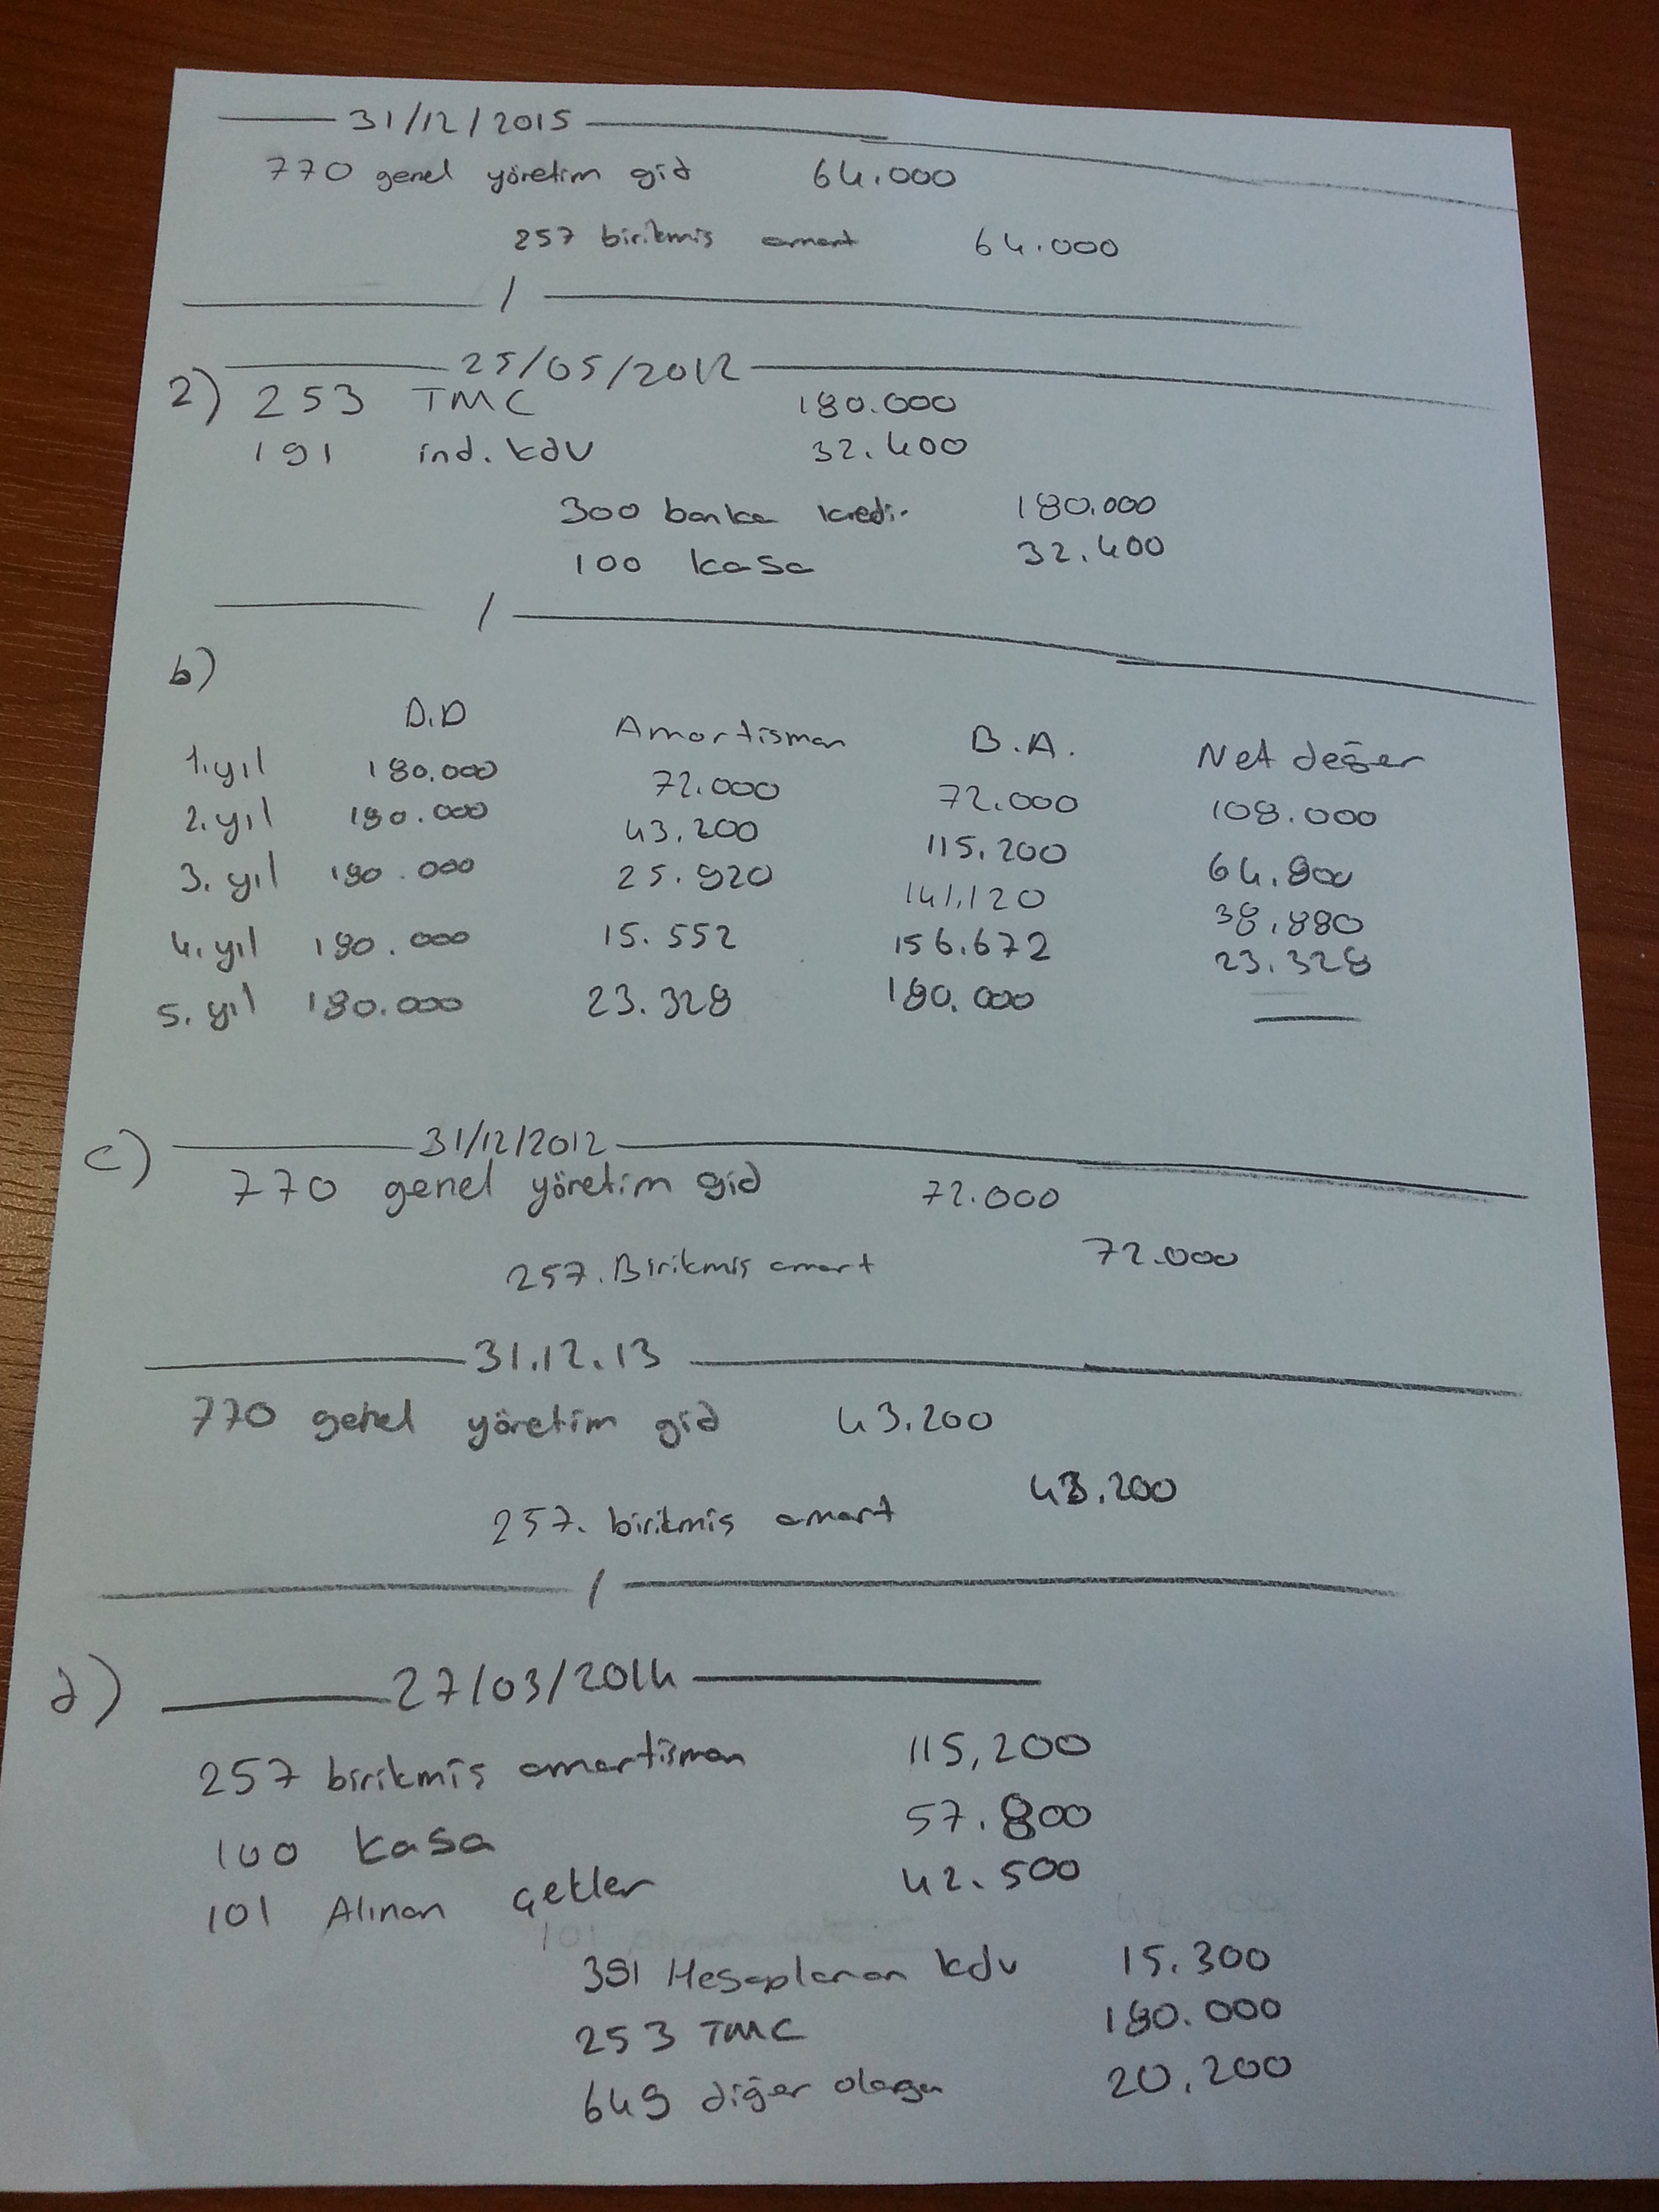 31/12/2015
770 genel yönetim gid 64.000
257 birikmiş amort 64.000
/
25/05/2012
2) 253 TMC 180.000
191 ind. kdv 32.400
300 banka kredi. 180.000
100 kasa 32.400
/
b)
D.D Amortisman B.A. Net değer
1.yıl 180.000 72.000 72.000 108.000
2.yıl 180.000 43.200 115.200 64.800
3. yıl 180.000 25.920 141.120 38.880
4. yıl 180.000 15.552 156.672 23.328
5. yıl 180.000 23.328 180.000 —
c) 31/12/2012
770 genel yönetim gid 72.000
257. Birikmiş amort 72.000
31.12.13
770 genel yönetim gid 43.200
257. birikmiş amort 43.200
/
d) 27/03/2014
257 birikmiş amortisman 115,200
100 kasa 57.800
101 Alınan çekler 42.500
391 Hesaplanan kdv 15.300
253 TMC 180.000
649 diğer olağan 20,200